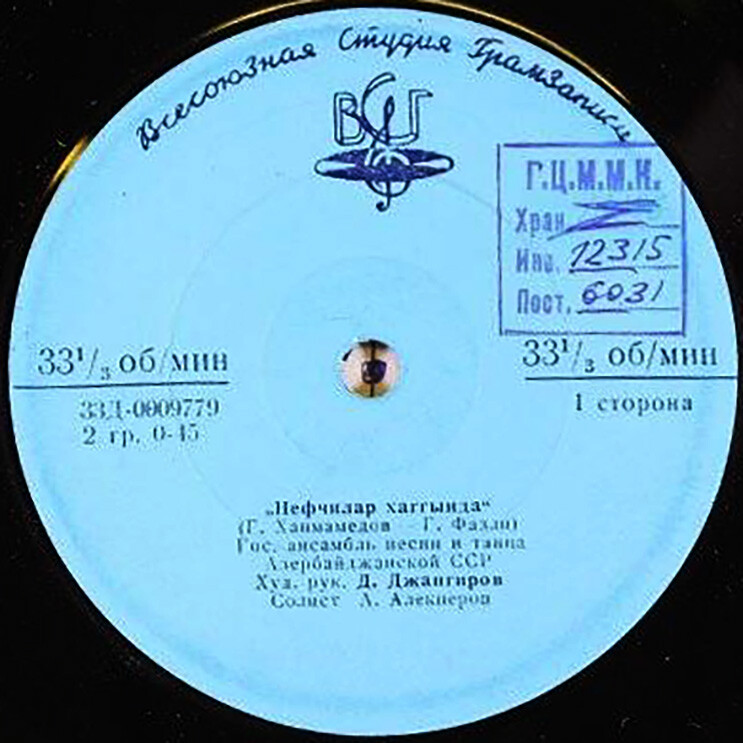 Всесоюзная Студия Грамзаписи
ВСГ
Г.Ц.М.М.К.
Хран.
Инв. 12315
Пост. 6031
33⅓ об/мин
33Д-0009779
2 гр. 0-45
33⅓ об/мин
1 сторона
„Нефчилар хаггында“
(Г. Ханмамедов – Г. Фазли)
Гос. ансамбль песни и танца
Азербайджанской ССР
Худ. рук. Д. Джангиров
Солист А. Алекперов